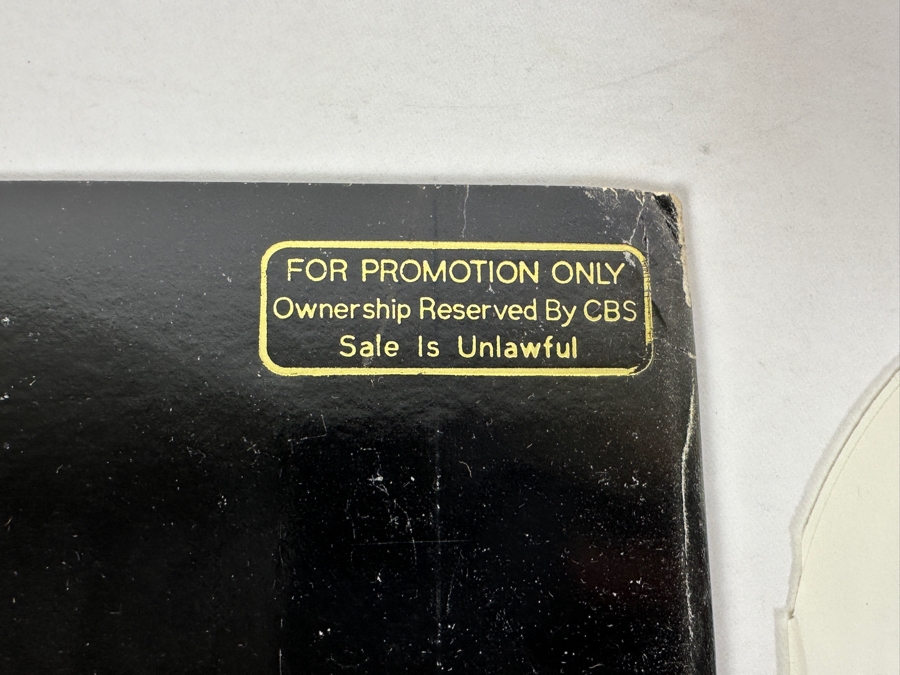 FOR PROMOTION ONLY
Ownership Reserved By CBS
Sale Is Unlawful